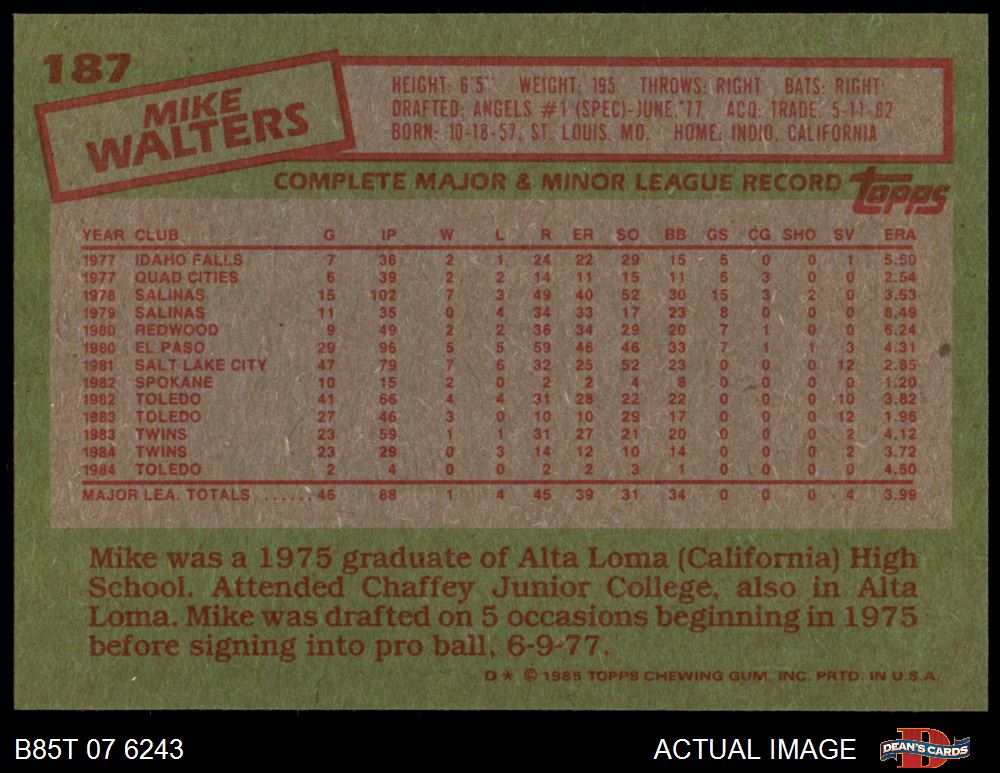 187
MIKE
WALTERS
HEIGHT: 6'5" WEIGHT: 195 THROWS: RIGHT BATS: RIGHT
DRAFTED: ANGELS #1 (SPEC)-JUNE,'77 ACQ: TRADE, 5-11-82
BORN: 10-18-57, ST. LOUIS, MO. HOME: INDIO, CALIFORNIA
COMPLETE MAJOR & MINOR LEAGUE RECORD topps
YEAR CLUB G IP W L R ER SO BB GS CG SHO SV ERA
1977 IDAHO FALLS 7 36 2 1 24 22 29 15 5 0 0 1 5.50
1977 QUAD CITIES 6 39 2 2 14 11 15 11 5 3 0 0 2.54
1978 SALINAS 15 102 7 3 49 40 52 30 15 3 2 0 3.53
1979 SALINAS 11 35 0 4 34 33 17 23 8 0 0 0 8.49
1980 REDWOOD 9 49 2 2 36 34 29 20 7 1 0 0 6.24
1980 EL PASO 29 96 5 5 59 46 46 33 7 1 1 3 4.31
1981 SALT LAKE CITY 47 79 7 6 32 25 52 23 0 0 0 12 2.85
1982 SPOKANE 10 15 2 0 2 2 4 8 0 0 0 0 1.20
1982 TOLEDO 41 66 4 4 31 28 22 22 0 0 0 10 3.82
1983 TOLEDO 27 46 3 0 10 10 29 17 0 0 0 12 1.96
1983 TWINS 23 59 1 1 31 27 21 20 0 0 0 2 4.12
1984 TWINS 23 29 0 3 14 12 10 14 0 0 0 2 3.72
1984 TOLEDO 2 4 0 0 2 2 3 1 0 0 0 0 4.50
MAJOR LEA. TOTALS ......46 88 1 4 45 39 31 34 0 0 0 4 3.99
Mike was a 1975 graduate of Alta Loma (California) High
School. Attended Chaffey Junior College, also in Alta
Loma. Mike was drafted on 5 occasions beginning in 1975
before signing into pro ball, 6-9-77.
D* © 1985 TOPPS CHEWING GUM, INC. PRTD. IN U.S.A.
B85T 07 6243 ACTUAL IMAGE D DEAN'S CARDS